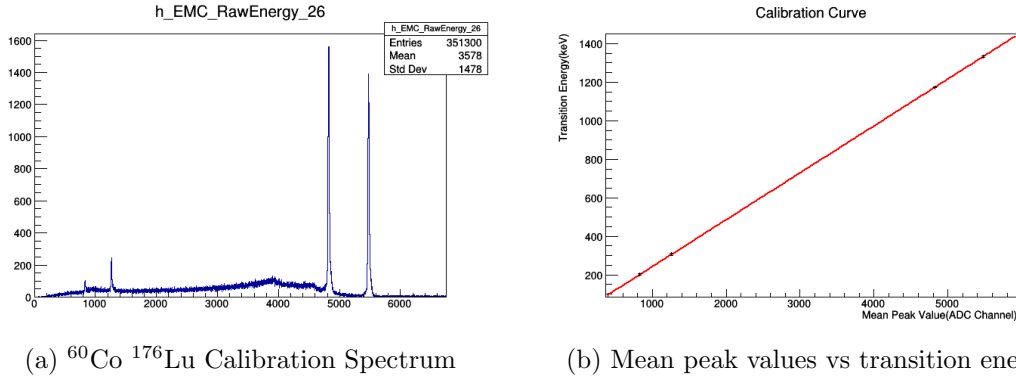 h_EMC_RawEnergy_26
h_EMC_RawEnergy_26
Entries 351300
Mean 3578
Std Dev 1478
1600
1400
1200
1000
800
600
400
200
0
0 1000 2000 3000 4000 5000 6000
(a) ⁶⁰Co ¹⁷⁶Lu Calibration Spectrum
Calibration Curve
Transition Energy(keV)
1400
1200
1000
800
600
400
200
1000 2000 3000 4000 5000
Mean Peak Value(ADC Channel)
(b) Mean peak values vs transition ene